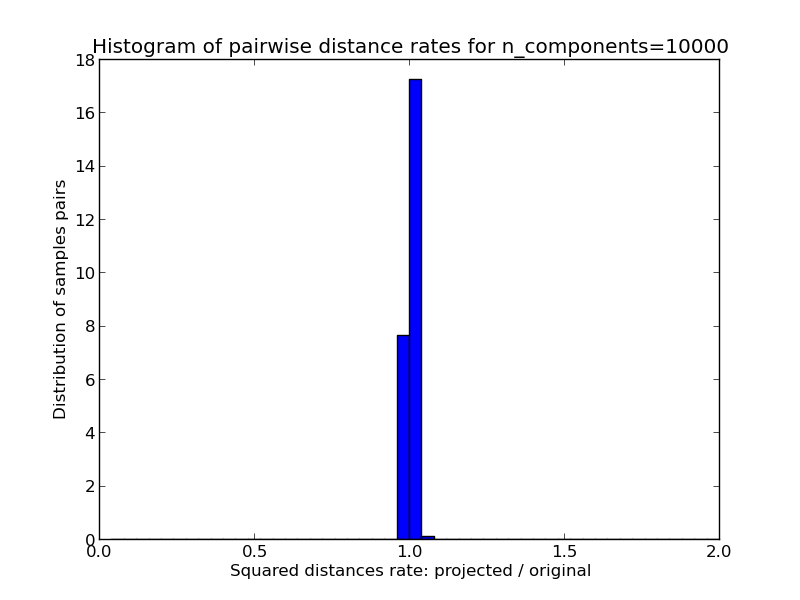 Histogram of pairwise distance rates for n_components=10000
18
16
14
12
10
8
6
4
2
0
Distribution of samples pairs
0.0 0.5 1.0 1.5 2.0
Squared distances rate: projected / original